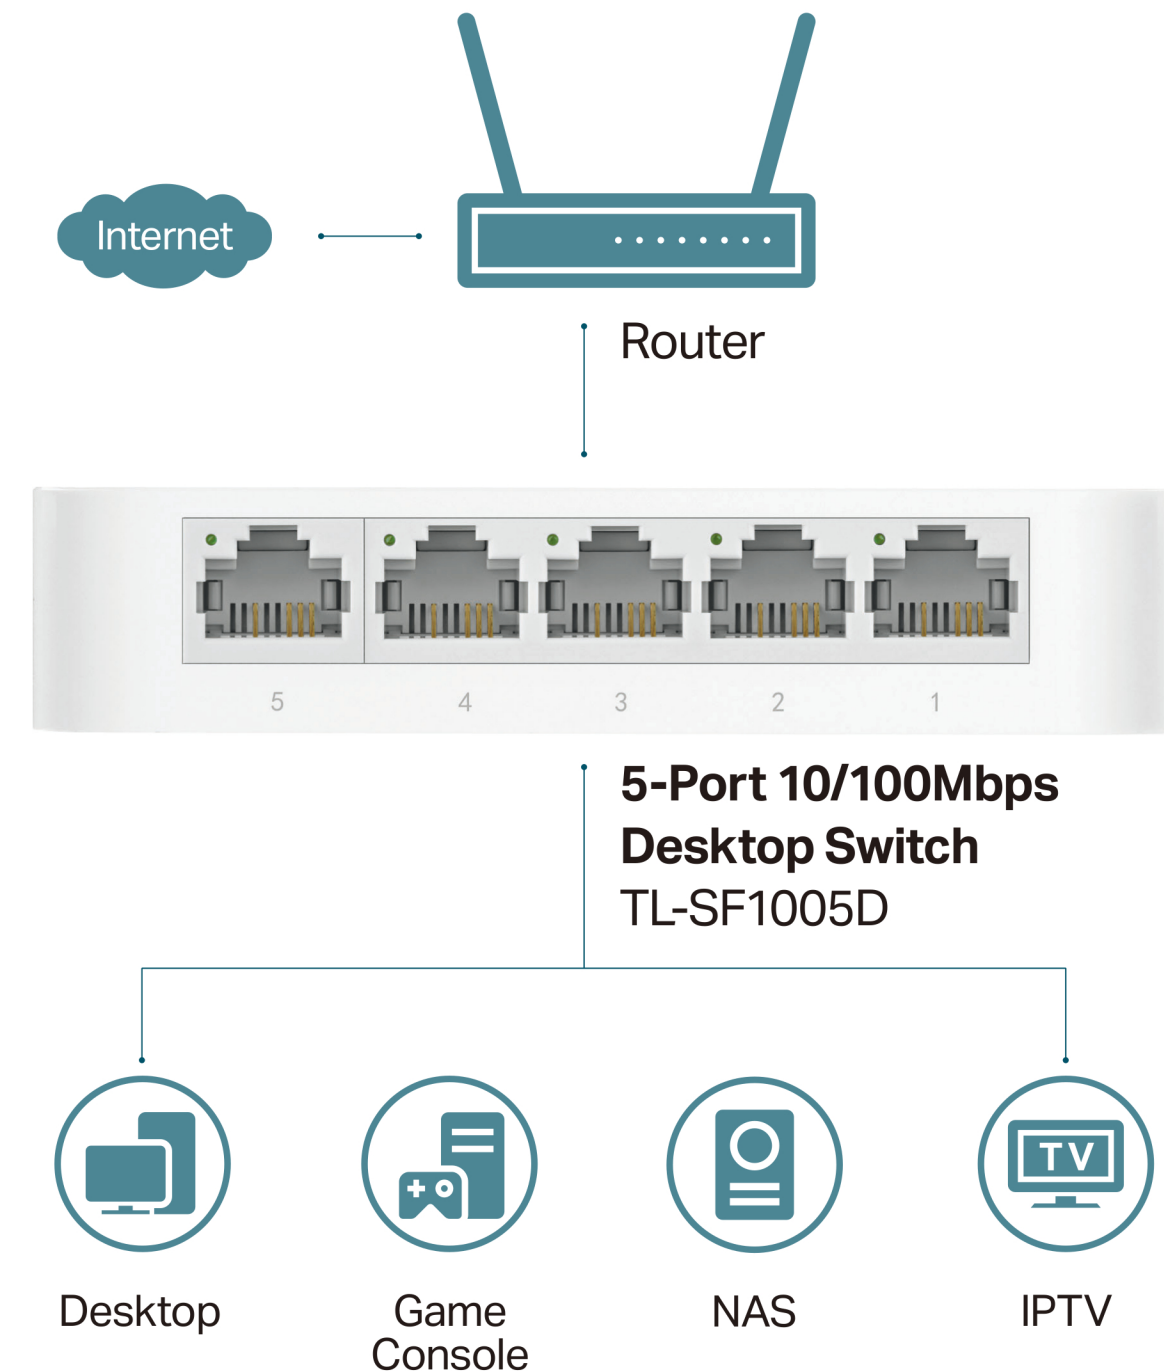 Internet
Router
5 4 3 2 1
5-Port 10/100Mbps
Desktop Switch
TL-SF1005D
TV
Desktop Game Console NAS IPTV